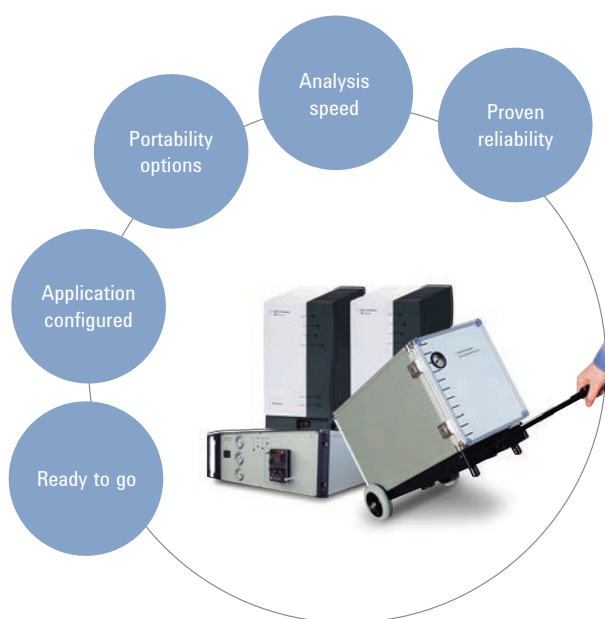 Analysis
speed
Proven
reliability
Portability
options
Application
configured
Ready to go